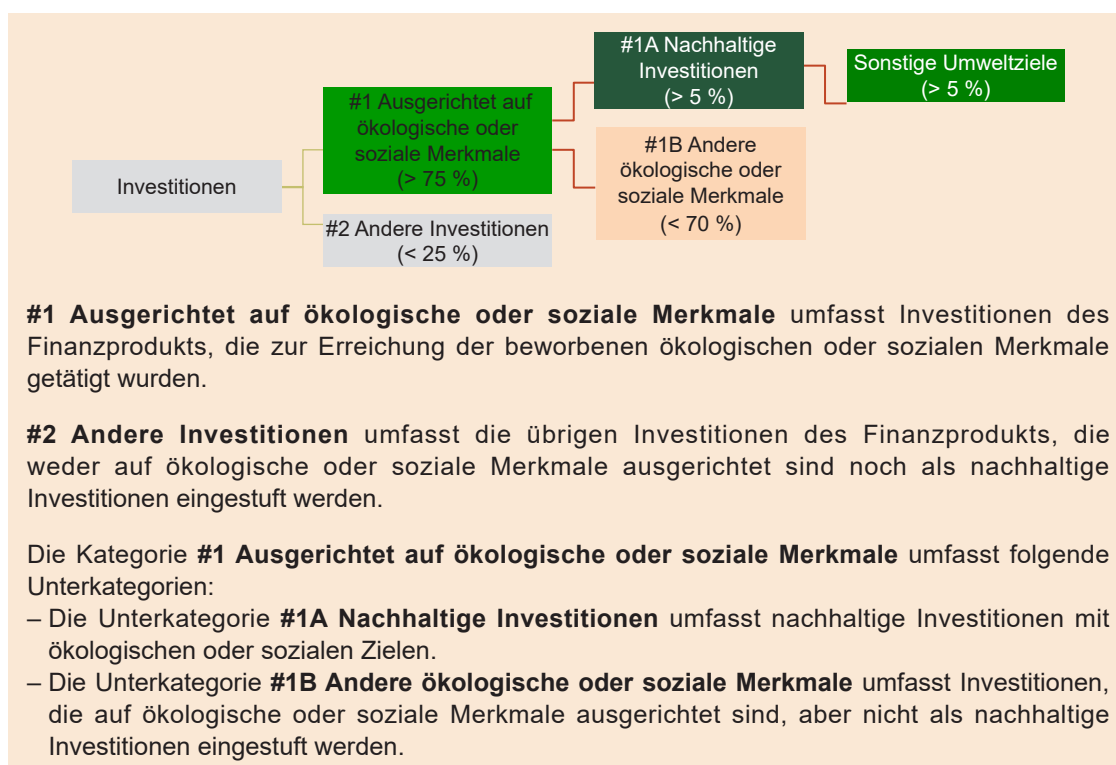 #1A Nachhaltige
Investitionen
(> 5 %)
Sonstige Umweltziele
(> 5 %)
#1 Ausgerichtet auf
ökologische oder
soziale Merkmale
(> 75 %)
#1B Andere
ökologische oder
soziale Merkmale
(< 70 %)
Investitionen
#2 Andere Investitionen
(< 25 %)
#1 Ausgerichtet auf ökologische oder soziale Merkmale umfasst Investitionen des
Finanzprodukts, die zur Erreichung der beworbenen ökologischen oder sozialen Merkmale
getätigt wurden.
#2 Andere Investitionen umfasst die übrigen Investitionen des Finanzprodukts, die
weder auf ökologische oder soziale Merkmale ausgerichtet sind noch als nachhaltige
Investitionen eingestuft werden.
Die Kategorie #1 Ausgerichtet auf ökologische oder soziale Merkmale umfasst folgende
Unterkategorien:
– Die Unterkategorie #1A Nachhaltige Investitionen umfasst nachhaltige Investitionen mit
ökologischen oder sozialen Zielen.
– Die Unterkategorie #1B Andere ökologische oder soziale Merkmale umfasst Investitionen,
die auf ökologische oder soziale Merkmale ausgerichtet sind, aber nicht als nachhaltige
Investitionen eingestuft werden.